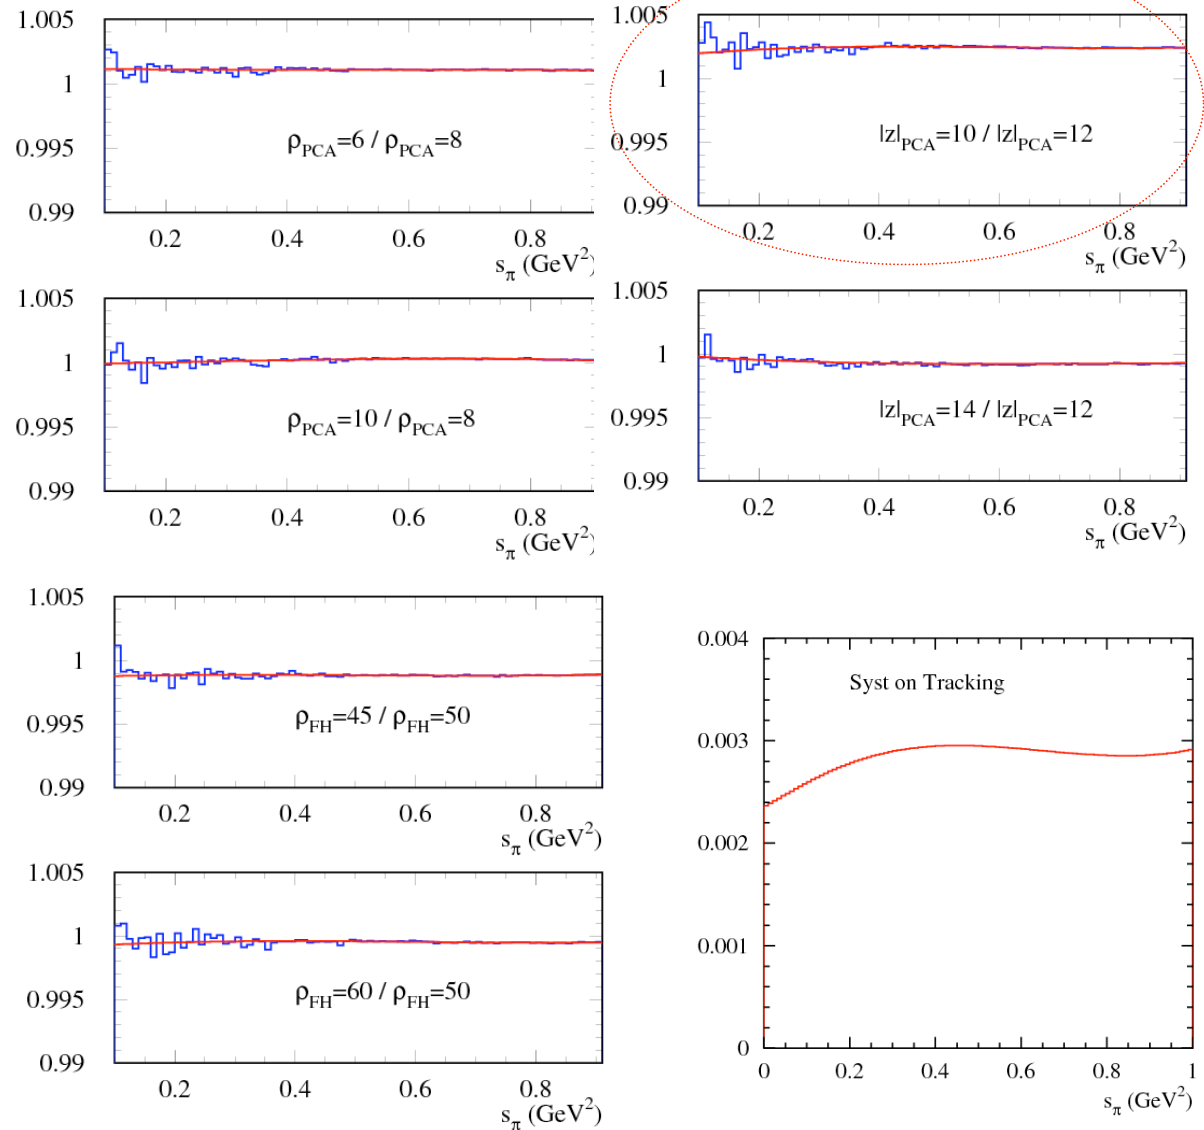 1.005
1
0.995
0.99
ρPCA=6 / ρPCA=8
0.2 0.4 0.6 0.8
sπ (GeV2)
1.005
1
0.995
0.99
|z|PCA=10 / |z|PCA=12
0.2 0.4 0.6 0.8
sπ (GeV2)
1.005
1
0.995
0.99
ρPCA=10 / ρPCA=8
0.2 0.4 0.6 0.8
sπ (GeV2)
1.005
1
0.995
0.99
|z|PCA=14 / |z|PCA=12
0.2 0.4 0.6 0.8
sπ (GeV2)
1.005
1
0.995
0.99
ρFH=45 / ρFH=50
0.2 0.4 0.6 0.8
sπ (GeV2)
1.005
1
0.995
0.99
ρFH=60 / ρFH=50
0.2 0.4 0.6 0.8
sπ (GeV2)
0.004
Syst on Tracking
0.003
0.002
0.001
0
0 0.2 0.4 0.6 0.8 1
sπ (GeV2)